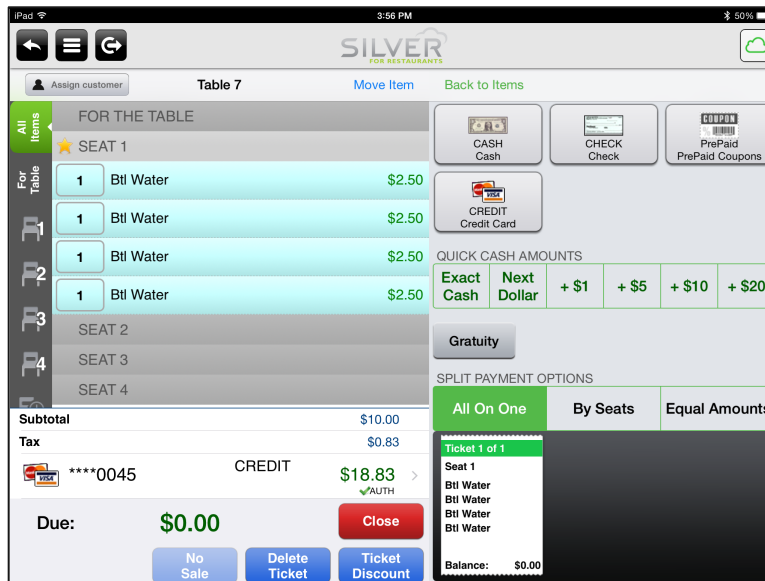 iPad 3:56 PM 50%
SILVER
FOR RESTAURANTS
Assign customer Table 7 Move Item Back to Items
All Items
For Table
1
2
3
4
FOR THE TABLE
SEAT 1
1 Btl Water $2.50
1 Btl Water $2.50
1 Btl Water $2.50
1 Btl Water $2.50
SEAT 2
SEAT 3
SEAT 4
Subtotal $10.00
Tax $0.83
VISA ****0045 CREDIT $18.83
AUTH
Due: $0.00 Close
No Sale
Delete Ticket
Ticket Discount
CASH
Cash
CHECK
Check
COUPON
PrePaid
PrePaid Coupons
VISA
CREDIT
Credit Card
QUICK CASH AMOUNTS
Exact Cash
Next Dollar
+ $1
+ $5
+ $10
+ $20
Gratuity
SPLIT PAYMENT OPTIONS
All On One By Seats Equal Amounts
Ticket 1 of 1
Seat 1
Btl Water
Btl Water
Btl Water
Btl Water
Balance: $0.00